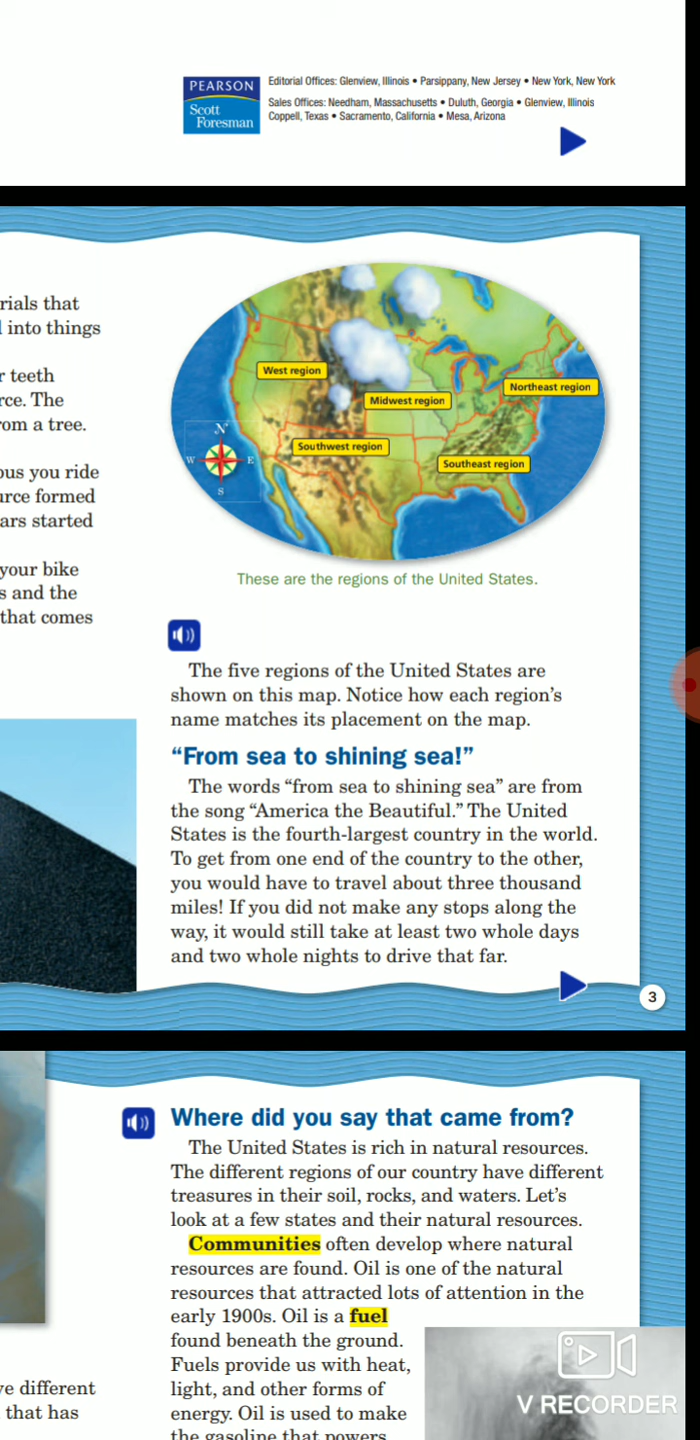 PEARSON
Scott
Foresman
Editorial Offices: Glenview, Illinois • Parsippany, New Jersey • New York, New York
Sales Offices: Needham, Massachusetts • Duluth, Georgia • Glenview, Illinois
Coppell, Texas • Sacramento, California • Mesa, Arizona
rials that
into things
r teeth
rce. The
rom a tree.
ous you ride
urce formed
ars started
your bike
s and the
that comes
West region
Midwest region
Northeast region
Southwest region
Southeast region
N
W E
S
These are the regions of the United States.
The five regions of the United States are
shown on this map. Notice how each region's
name matches its placement on the map.
“From sea to shining sea!”
The words “from sea to shining sea” are from
the song “America the Beautiful.” The United
States is the fourth-largest country in the world.
To get from one end of the country to the other,
you would have to travel about three thousand
miles! If you did not make any stops along the
way, it would still take at least two whole days
and two whole nights to drive that far.
3
Where did you say that came from?
The United States is rich in natural resources.
The different regions of our country have different
treasures in their soil, rocks, and waters. Let's
look at a few states and their natural resources.
Communities often develop where natural
resources are found. Oil is one of the natural
resources that attracted lots of attention in the
early 1900s. Oil is a fuel
found beneath the ground.
Fuels provide us with heat,
light, and other forms of
energy. Oil is used to make
the gasoline that powers
ve different
that has
V RECORDER